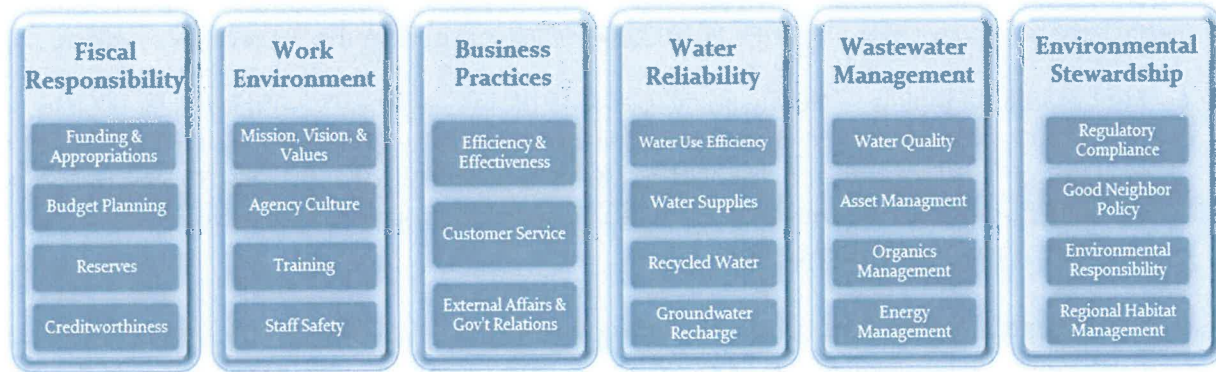 Fiscal
Responsibility
Funding &
Appropriations
Budget Planning
Reserves
Creditworthiness
Work
Environment
Mission, Vision, &
Values
Agency Culture
Training
Staff Safety
Business
Practices
Efficiency &
Effectiveness
Customer Service
External Affairs &
Gov't Relations
Water
Reliability
Water Use Efficiency
Water Supplies
Recycled Water
Groundwater
Recharge
Wastewater
Management
Water Quality
Asset Managment
Organics
Management
Energy
Management
Environmental
Stewardship
Regulatory
Compliance
Good Neighbor
Policy
Environmental
Responsibility
Regional Habitat
Management